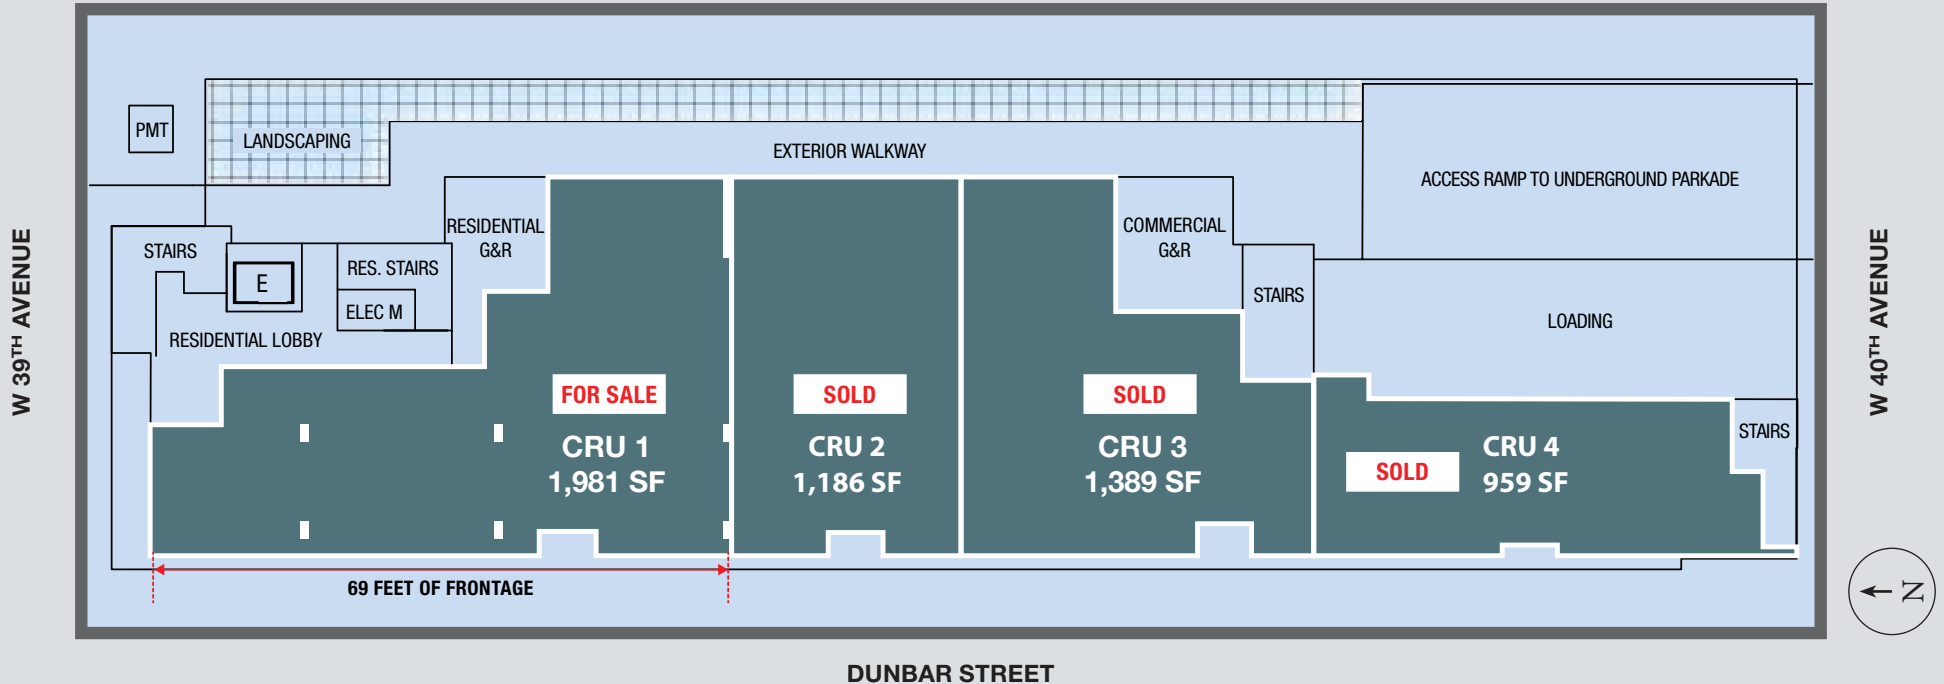 PMT
LANDSCAPING
EXTERIOR WALKWAY
ACCESS RAMP TO UNDERGROUND PARKADE
STAIRS
E
RES. STAIRS
ELEC M
RESIDENTIAL LOBBY
RESIDENTIAL
G&R
COMMERCIAL
G&R
STAIRS
LOADING
STAIRS
W 39TH AVENUE
W 40TH AVENUE
FOR SALE
CRU 1
1,981 SF
SOLD
CRU 2
1,186 SF
SOLD
CRU 3
1,389 SF
SOLD
CRU 4
959 SF
69 FEET OF FRONTAGE
N
DUNBAR STREET